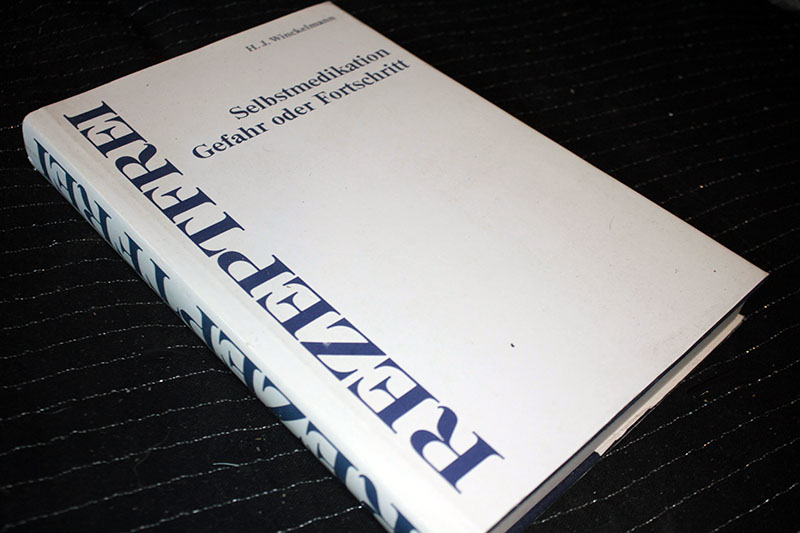 H. J. Winckelmann
Selbstmedikation
Gefahr oder Fortschritt
REZEPTFREI
REZEPTFREI